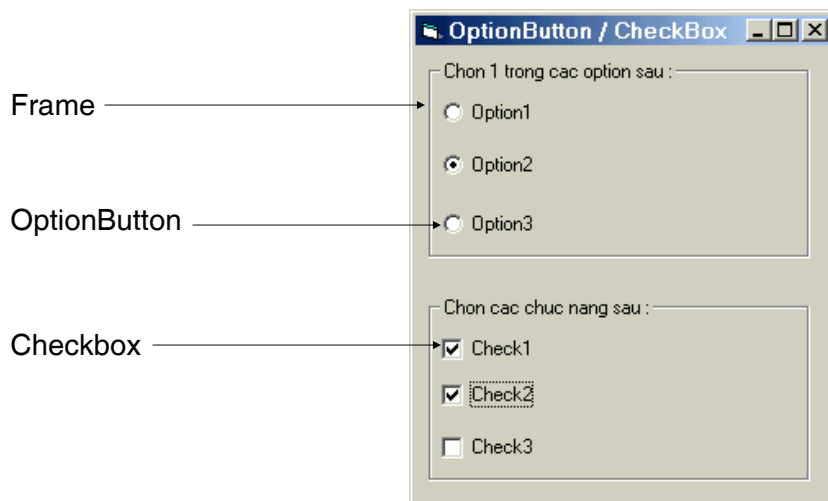 OptionButton / CheckBox
Chon 1 trong cac option sau :
Frame
Option1
Option2
OptionButton
Option3
Chon cac chuc nang sau :
Checkbox
Check1
Check2
Check3